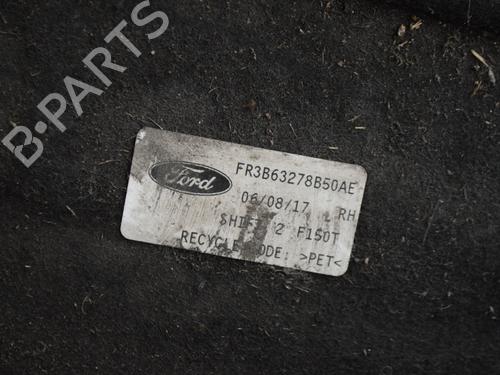 B-PARTS
Ford
FR3B63278B50AE
06/08/17 RH
SHIFT 2 F150T
RECYCLE CODE: >PET<